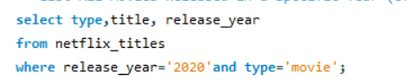 select type,title, release_year
from netflix_titles
where release_year='2020'and type='movie';